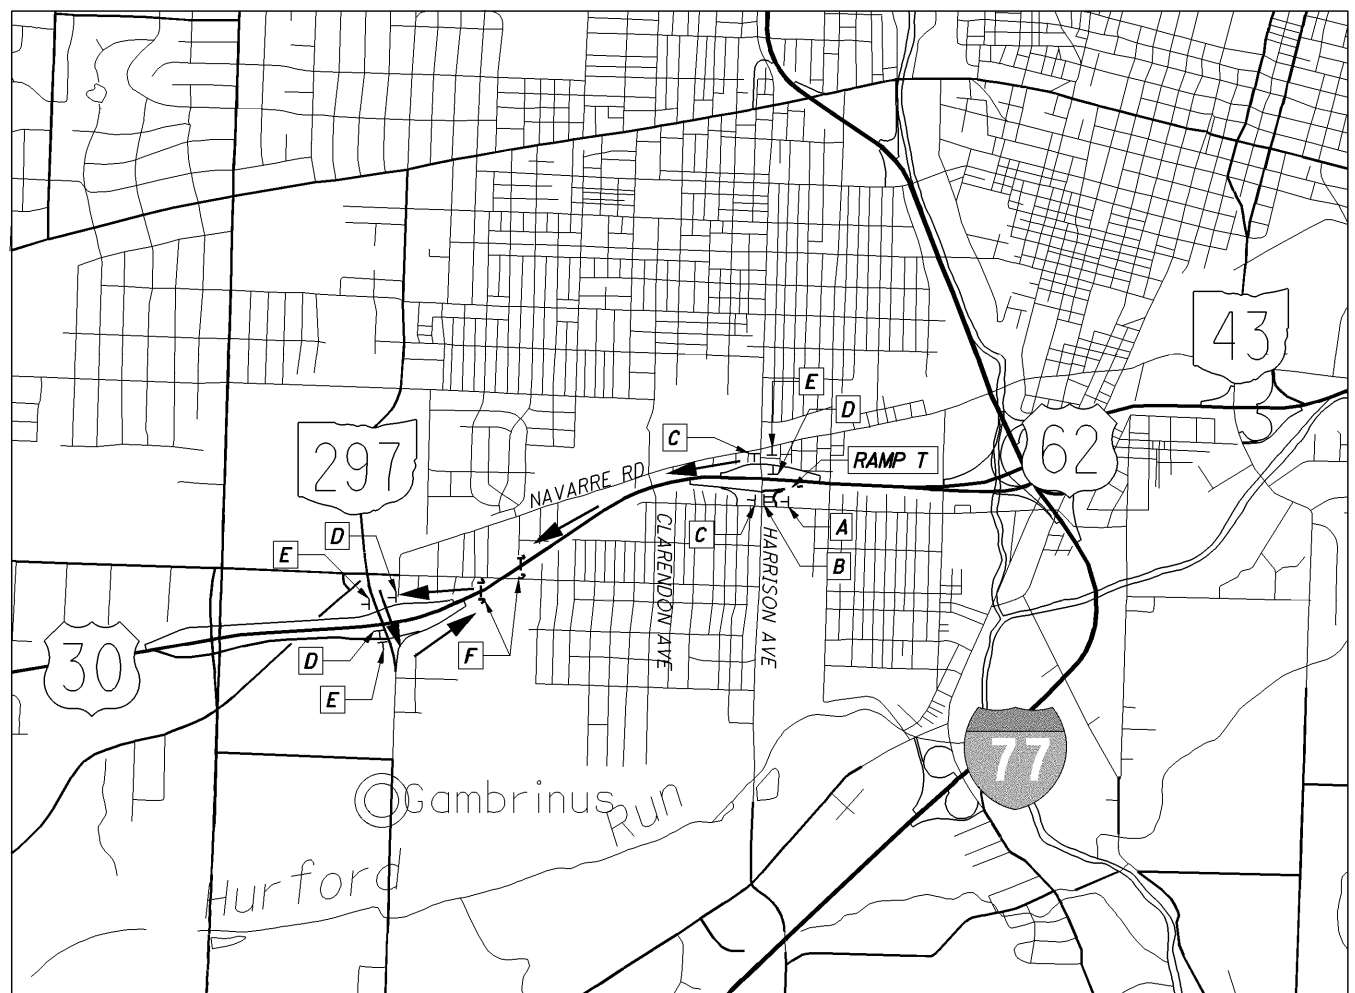 43
E
D
C
62
297
RAMP T
NAVARRE RD
C
A
D
CLARENDON AVE
HARRISON AVE
E
B
30
D
F
E
77
Gambrinus
Run
Hurford